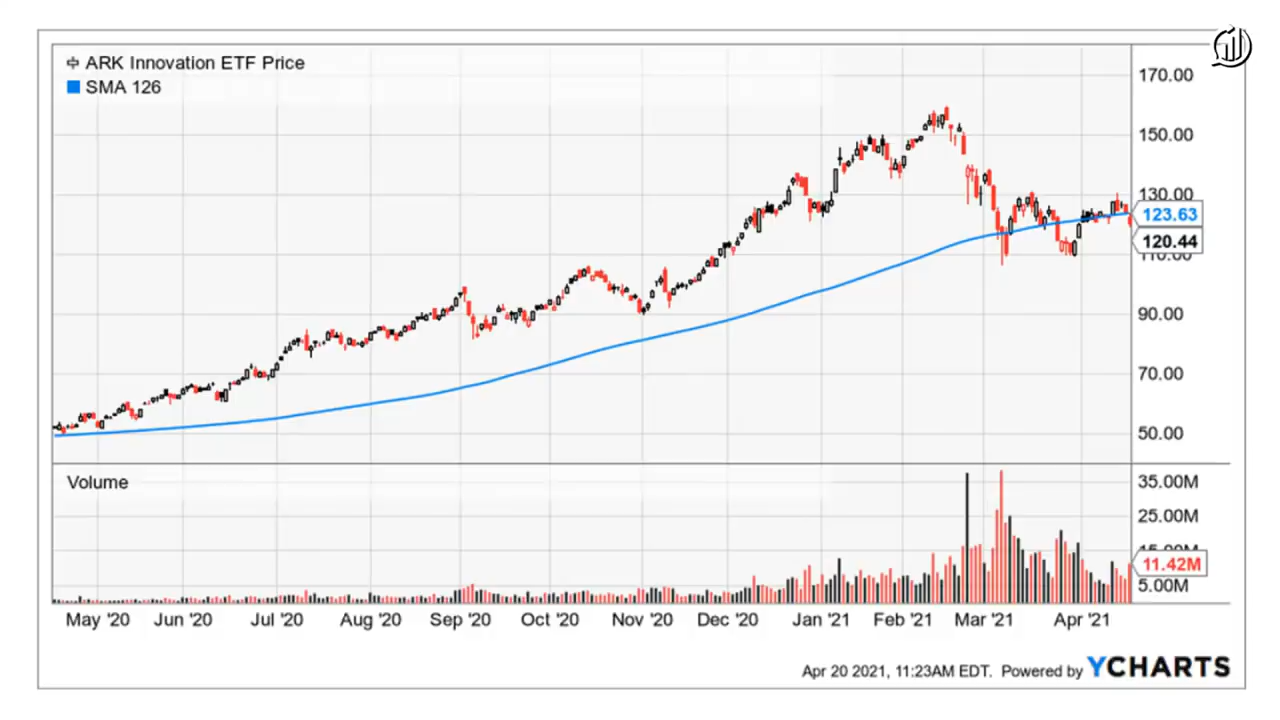 ARK Innovation ETF Price
SMA 126
170.00
150.00
130.00
123.63
120.44
110.00
90.00
70.00
50.00
Volume
35.00M
25.00M
15.00M
11.42M
5.00M
May '20 Jun '20 Jul '20 Aug '20 Sep '20 Oct '20 Nov '20 Dec '20 Jan '21 Feb '21 Mar '21 Apr '21
Apr 20 2021, 11:23AM EDT. Powered by YCHARTS